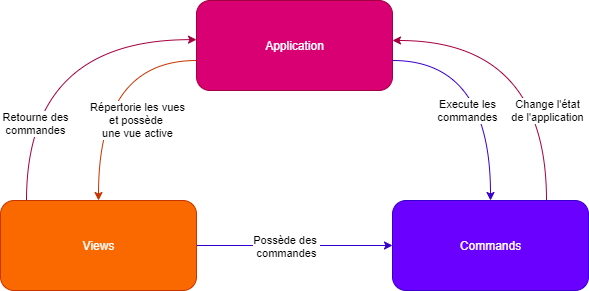 Application
Retourne des
commandes
Répertorie les vues
et possède
une vue active
Execute les
commandes
Change l'état
de l'application
Views
Possède des
commandes
Commands